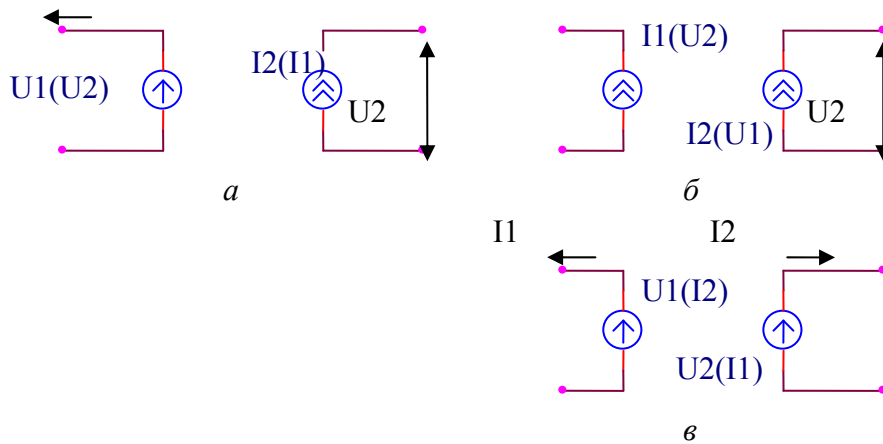 U1(U2)
I2(I1)
U2
а
I1(U2)
I2(U1)
U2
б
I1
I2
U1(I2)
U2(I1)
в